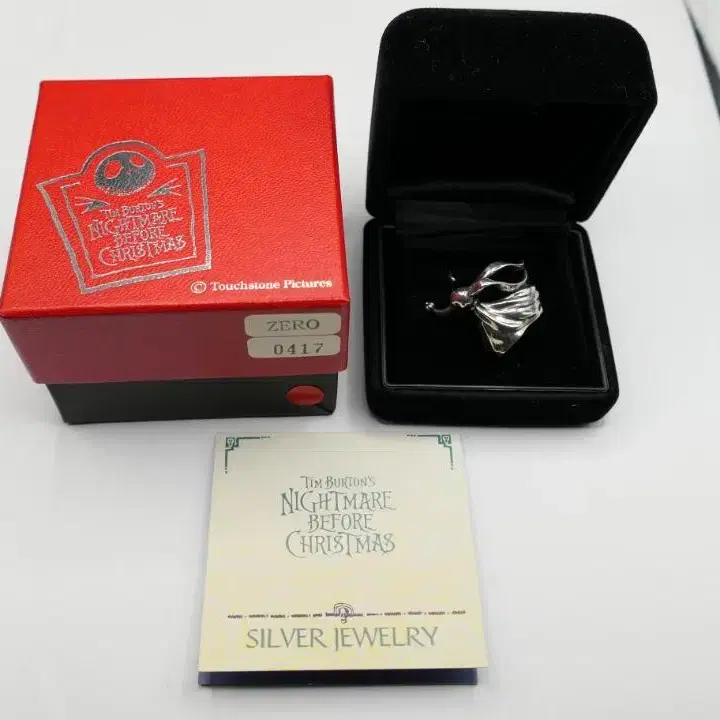 TIM BURTON'S
NIGHTMARE
BEFORE
CHRISTMAS
© Touchstone Pictures
ZERO
0417
TIM BURTON'S
NIGHTMARE
BEFORE
CHRISTMAS
SILVER JEWELRY